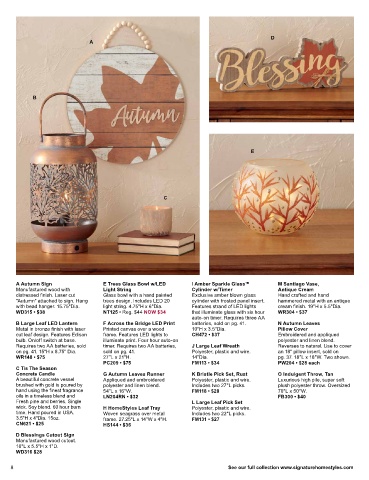 A
Autumn
B
C
D
Blessing
E
A Autumn Sign
Manufactured wood with
distressed finish. Laser cut
"Autumn" attached to sign. Hang
with bead hanger. 15.75"Dia.
WD315 • $38
B Large Leaf LED Lantern
Metal in bronze finish with laser
cut leaf design. Features Edison
bulb. On/off switch at base.
Requires two AA batteries, sold
on pg. 41. 15"H x 8.75" Dia.
WR168 • $75
C Tis The Season
Concrete Candle
A beautiful concrete vessel
brushed with gold is poured by
hand using the finest fragrance
oils in a timeless blend and
Fresh pine and berries. Single
wick. Soy blend. 60 hour burn
time. Hand poured in USA.
3.5"H x 4"Dia. 15oz.
CN621 • $25
D Blessings Cutout Sign
Manufactured wood cutout.
16"L x 5.5"H x 1"D.
WD318 $28
E Trees Glass Bowl w/LED
Light String
Glass bowl with a hand painted
trees design. Includes LED 20
light string. 4.75"H x 6"Dia.
NT125 • Reg. $44 NOW $34
F Across the Bridge LED Print
Printed canvas over a wood
frame. Features LED lights to
illuminate print. Four hour auto-on
timer. Requires two AA batteries,
sold on pg. 41.
27"L x 21"H.
PC209 • $75
G Autumn Leaves Runner
Appliqued and embroidered
polyester and linen blend.
54"L x 16"W.
LN254RN • $32
H HomeStyles Leaf Tray
Woven seagrass over metal
frame. 27.25"L x 14"W x 4"H.
HS144 • $36
I Amber Sparkle Glass™
Cylinder w/Timer
Exclusive amber blown glass
cylinder with frosted panel insert.
Features strand of LED lights
that illuminate glass with six hour
auto-on timer. Requires three AA
batteries, sold on pg. 41.
10"H x 3.5"Dia.
CH472 • $37
J Large Leaf Wreath
Polyester, plastic and wire.
14"Dia.
FW113 • $34
K Bristle Pick Set, Rust
Polyester, plastic and wire.
Includes two 27"L picks.
FW118 • $28
L Large Leaf Pick Set
Polyester, plastic and wire.
Includes two 22"L picks.
FW131 • $27
M Santiago Vase,
Antique Cream
Hand crafted and hand
hammered metal with an antique
cream finish. 19"H x 5.5"Dia.
WR304 • $37
N Autumn Leaves
Pillow Cover
Embroidered and appliqued
polyester and linen blend.
Reverses to natural. Use to cover
an 18" pillow insert, sold on
pg. 37. 18"L x 18"W. Two shown.
PW204 • $28 each
O Indulgent Throw, Tan
Luxurious high pile, super soft
plush polyester throw. Oversized
70"L x 50"W.
FB300 • $40
8
See our full collection www.signaturehomestyles.com